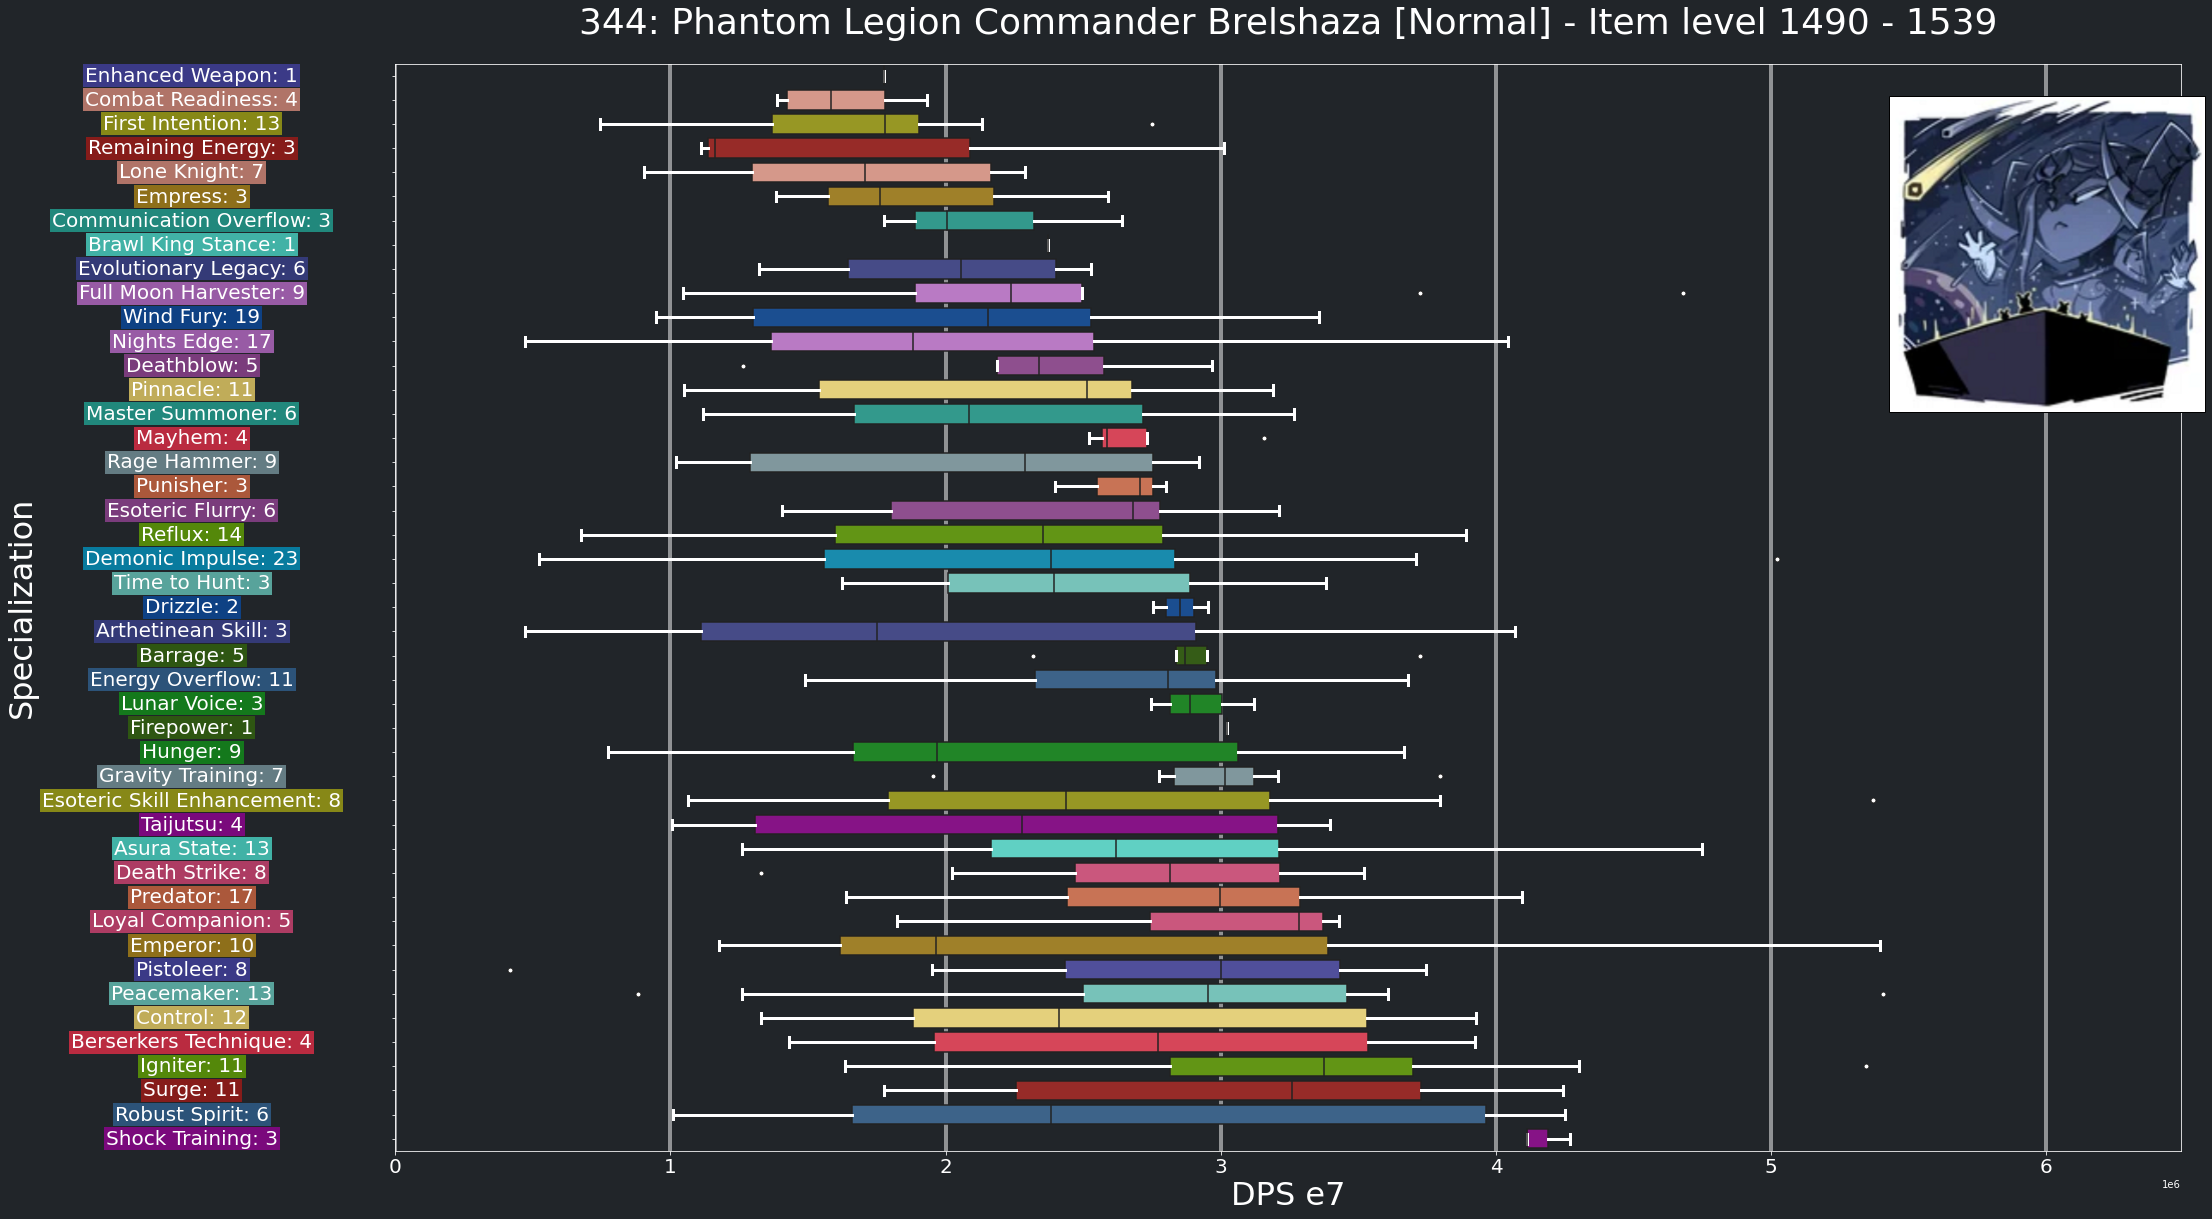 344: Phantom Legion Commander Brelshaza [Normal] - Item level 1490 - 1539
Specialization
Enhanced Weapon: 1
Combat Readiness: 4
First Intention: 13
Remaining Energy: 3
Lone Knight: 7
Empress: 3
Communication Overflow: 3
Brawl King Stance: 1
Evolutionary Legacy: 6
Full Moon Harvester: 9
Wind Fury: 19
Nights Edge: 17
Deathblow: 5
Pinnacle: 11
Master Summoner: 6
Mayhem: 4
Rage Hammer: 9
Punisher: 3
Esoteric Flurry: 6
Reflux: 14
Demonic Impulse: 23
Time to Hunt: 3
Drizzle: 2
Arthetinean Skill: 3
Barrage: 5
Energy Overflow: 11
Lunar Voice: 3
Firepower: 1
Hunger: 9
Gravity Training: 7
Esoteric Skill Enhancement: 8
Taijutsu: 4
Asura State: 13
Death Strike: 8
Predator: 17
Loyal Companion: 5
Emperor: 10
Pistoleer: 8
Peacemaker: 13
Control: 12
Berserkers Technique: 4
Igniter: 11
Surge: 11
Robust Spirit: 6
Shock Training: 3
0 1 2 3 4 5 6
1e6
DPS e7